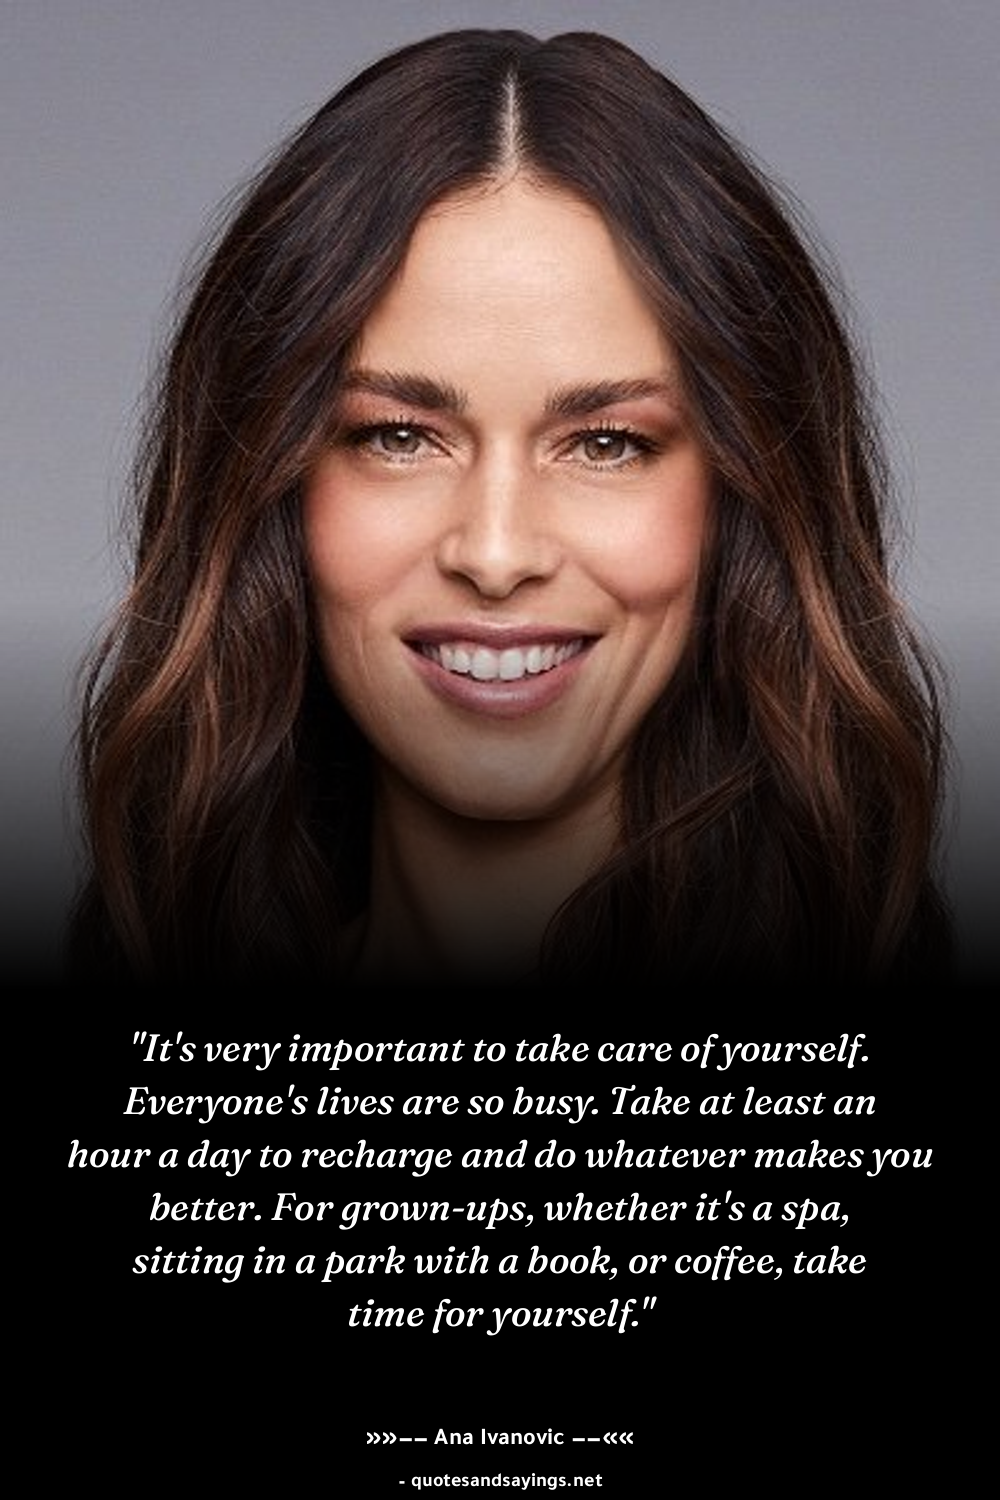 "It's very important to take care of yourself.
Everyone's lives are so busy. Take at least an
hour a day to recharge and do whatever makes you
better. For grown-ups, whether it's a spa,
sitting in a park with a book, or coffee, take
time for yourself."
»»–– Ana Ivanovic ––««
- quotesandsayings.net